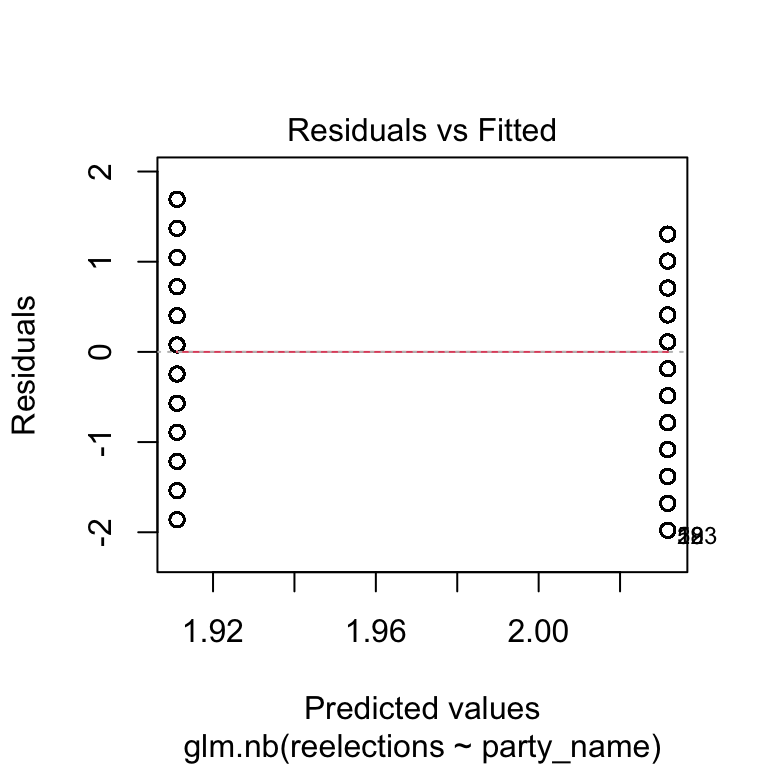 Residuals vs Fitted
Residuals
2
1
0
-1
-2
1.92
1.96
2.00
Predicted values
glm.nb(reelections ~ party_name)